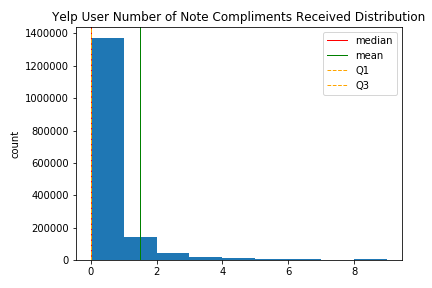 Yelp User Number of Note Compliments Received Distribution
1400000
1200000
1000000
800000
600000
400000
200000
0
count
median
mean
Q1
Q3
0
2
4
6
8